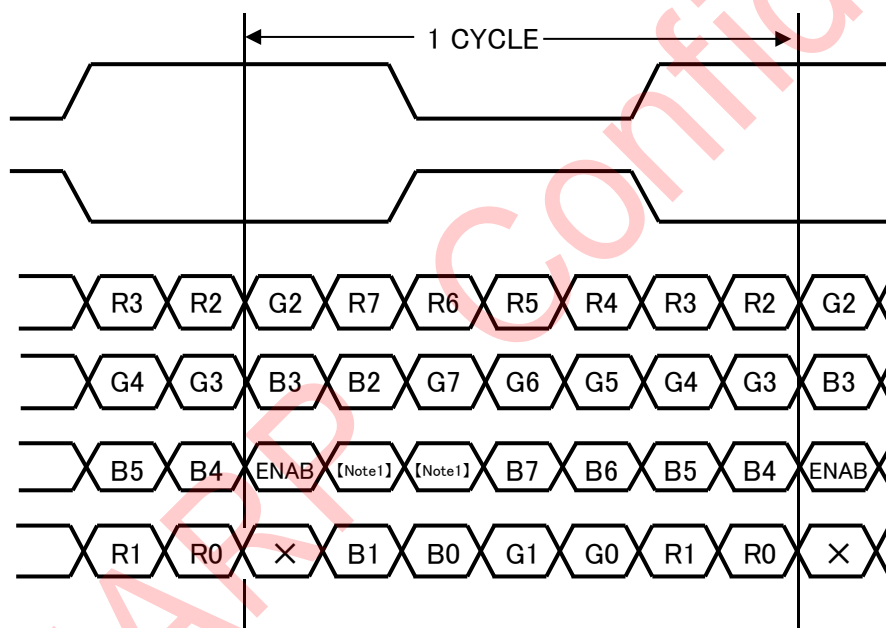 1 CYCLE
R3 R2 G2 R7 R6 R5 R4 R3 R2 G2
G4 G3 B3 B2 G7 G6 G5 G4 G3 B3
B5 B4 ENAB 【Note1】 【Note1】 B7 B6 B5 B4 ENAB
R1 R0 × B1 B0 G1 G0 R1 R0 ×
ARP Confid